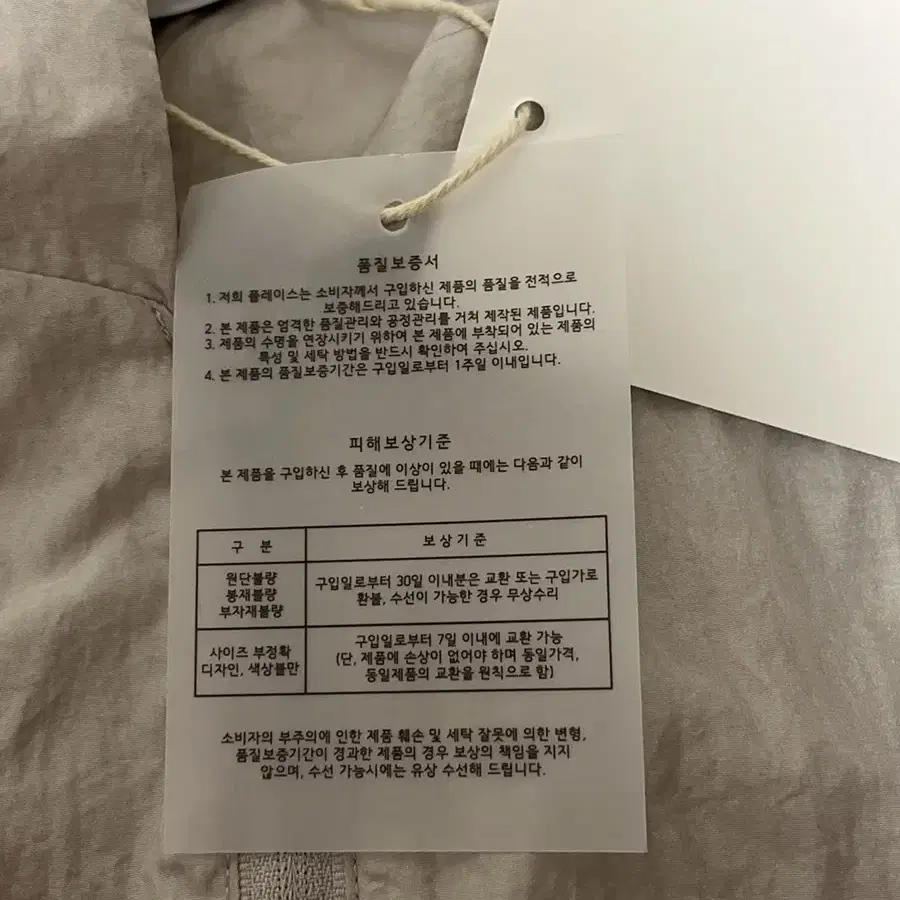 품질보증서
1. 저희 플레이스는 소비자께서 구입하신 제품의 품질을 전적으로
보증해드리고 있습니다.
2. 본 제품은 엄격한 품질관리와 공정관리를 거쳐 제작된 제품입니다.
3. 제품의 수명을 연장시키기 위하여 본 제품에 부착되어 있는 제품의
특성 및 세탁 방법을 반드시 확인하여 주십시오.
4. 본 제품의 품질보증기간은 구입일로부터 1주일 이내입니다.
피해보상기준
본 제품을 구입하신 후 품질에 이상이 있을 때에는 다음과 같이
보상해 드립니다.
구 분 보상기준
원단불량
봉재불량
부자재불량
구입일로부터 30일 이내분은 교환 또는 구입가로
환불, 수선이 가능한 경우 무상수리
사이즈 부정확
디자인, 색상불만
구입일로부터 7일 이내에 교환 가능
(단, 제품에 손상이 없어야 하며 동일가격,
동일제품의 교환을 원칙으로 함)
소비자의 부주의에 인한 제품 훼손 및 세탁 잘못에 의한 변형,
품질보증기간이 경과한 제품의 경우 보상의 책임을 지지
않으며, 수선 가능시에는 유상 수선해 드립니다.